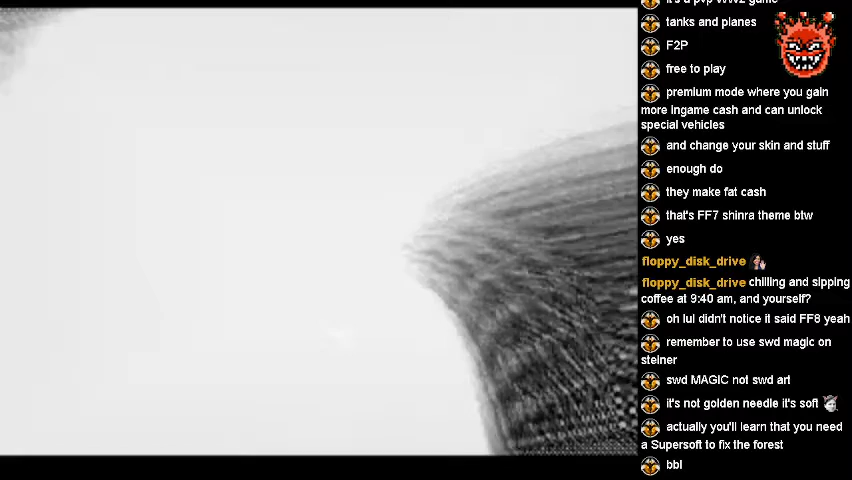 it's a pvp WW2 game
tanks and planes
F2P
free to play
premium mode where you gain
more ingame cash and can unlock
special vehicles
and change your skin and stuff
enough do
they make fat cash
that's FF7 shinra theme btw
yes
floppy_disk_drive
floppy_disk_drive chilling and sipping
coffee at 9:40 am, and yourself?
oh lul didn't notice it said FF8 yeah
remember to use swd magic on
steiner
swd MAGIC not swd art
it's not golden needle it's soft
actually you'll learn that you need
a Supersoft to fix the forest
bbl